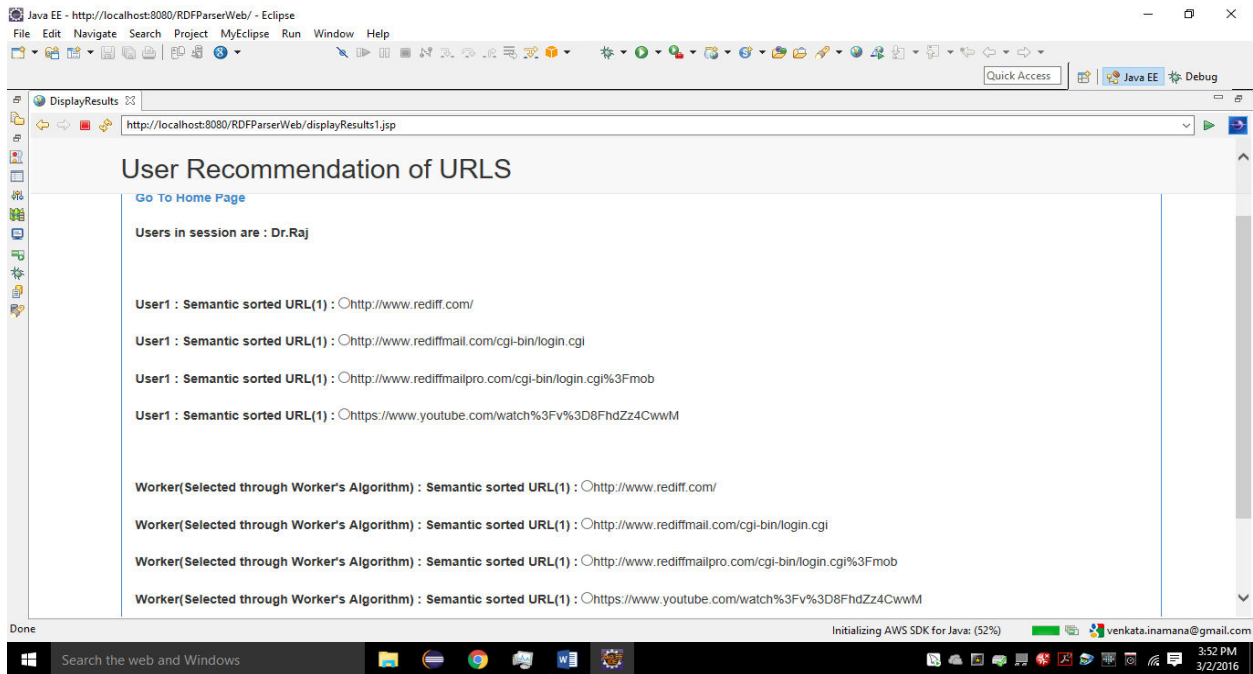 Java EE - http://localhost:8080/RDFParserWeb/ - Eclipse
File Edit Navigate Search Project MyEclipse Run Window Help
Quick Access Java EE Debug
DisplayResults
http://localhost:8080/RDFParserWeb/displayResults1.jsp
User Recommendation of URLS
Go To Home Page
Users in session are : Dr.Raj
User1 : Semantic sorted URL(1) : http://www.rediff.com/
User1 : Semantic sorted URL(1) : http://www.rediffmail.com/cgi-bin/login.cgi
User1 : Semantic sorted URL(1) : http://www.rediffmailpro.com/cgi-bin/login.cgi%3Fmob
User1 : Semantic sorted URL(1) : https://www.youtube.com/watch%3Fv%3D8FhdZz4CwwM
Worker(Selected through Worker's Algorithm) : Semantic sorted URL(1) : http://www.rediff.com/
Worker(Selected through Worker's Algorithm) : Semantic sorted URL(1) : http://www.rediffmail.com/cgi-bin/login.cgi
Worker(Selected through Worker's Algorithm) : Semantic sorted URL(1) : http://www.rediffmailpro.com/cgi-bin/login.cgi%3Fmob
Worker(Selected through Worker's Algorithm) : Semantic sorted URL(1) : https://www.youtube.com/watch%3Fv%3D8FhdZz4CwwM
Done Initializing AWS SDK for Java: (52%) venkata.inamana@gmail.com
Search the web and Windows 3:52 PM
3/2/2016